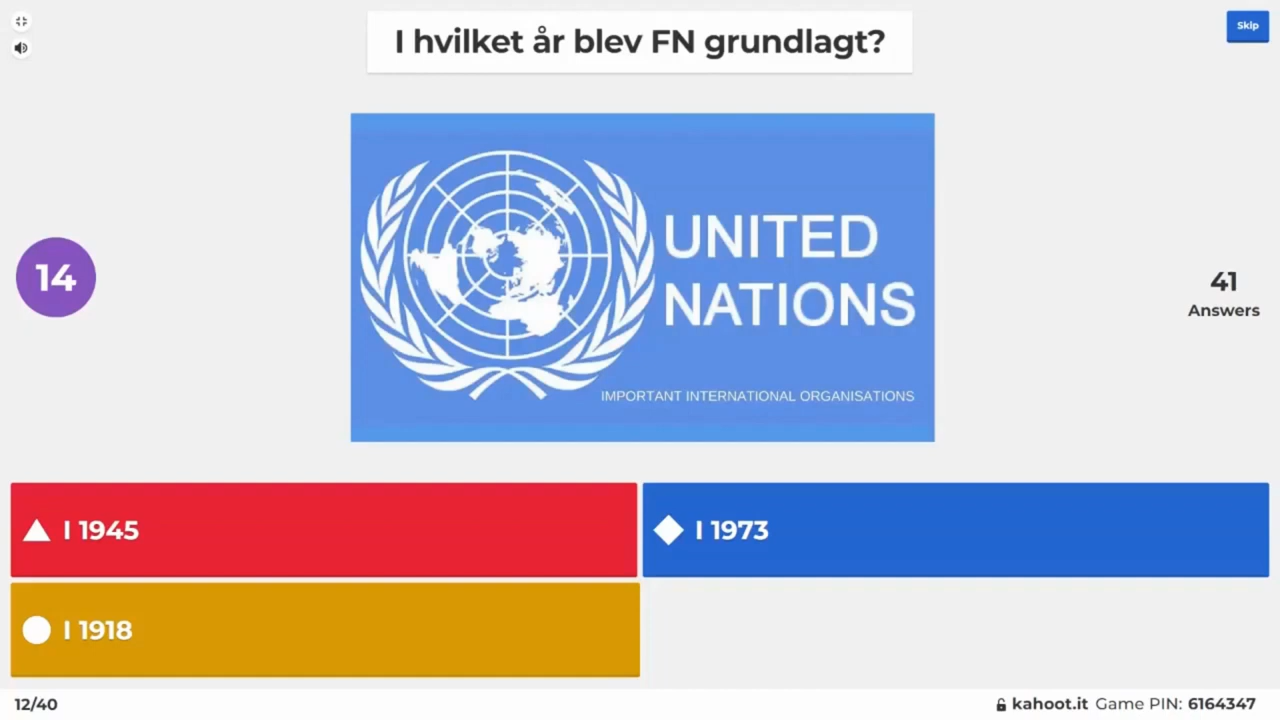 I hvilket år blev FN grundlagt?
Skip
UNITED
NATIONS
IMPORTANT INTERNATIONAL ORGANISATIONS
14
41
Answers
I 1945
I 1973
I 1918
12/40
kahoot.it Game PIN: 6164347